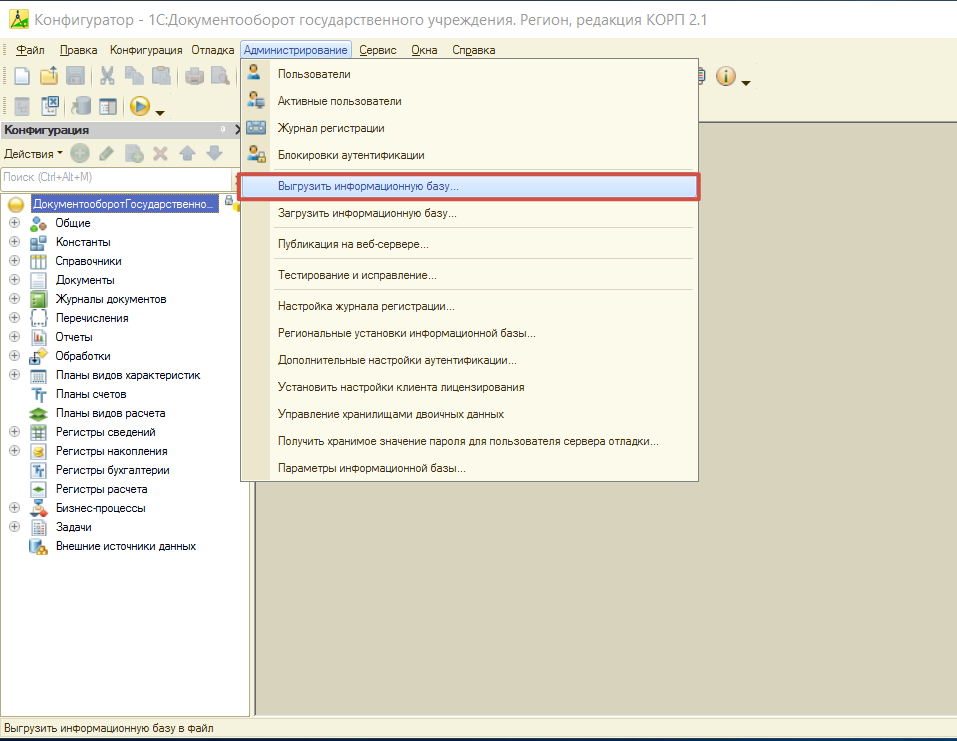 Конфигуратор - 1С:Документооборот государственного учреждения. Регион, редакция КОРП 2.1
Файл Правка Конфигурация Отладка Администрирование Сервис Окна Справка
Пользователи
Активные пользователи
Журнал регистрации
Блокировки аутентификации
Выгрузить информационную базу...
Загрузить информационную базу...
Публикация на веб-сервере...
Тестирование и исправление...
Настройка журнала регистрации...
Региональные установки информационной базы...
Дополнительные настройки аутентификации...
Установить настройки клиента лицензирования
Управление хранилищами двоичных данных
Получить хранимое значение пароля для пользователя сервера отладки...
Параметры информационной базы...
Конфигурация
Действия
Поиск (Ctrl+Alt+M)
ДокументооборотГосударственно...
Общие
Константы
Справочники
Документы
Журналы документов
Перечисления
Отчеты
Обработки
Планы видов характеристик
Планы счетов
Планы видов расчета
Регистры сведений
Регистры накопления
Регистры бухгалтерии
Регистры расчета
Бизнес-процессы
Задачи
Внешние источники данных
Выгрузить информационную базу в файл